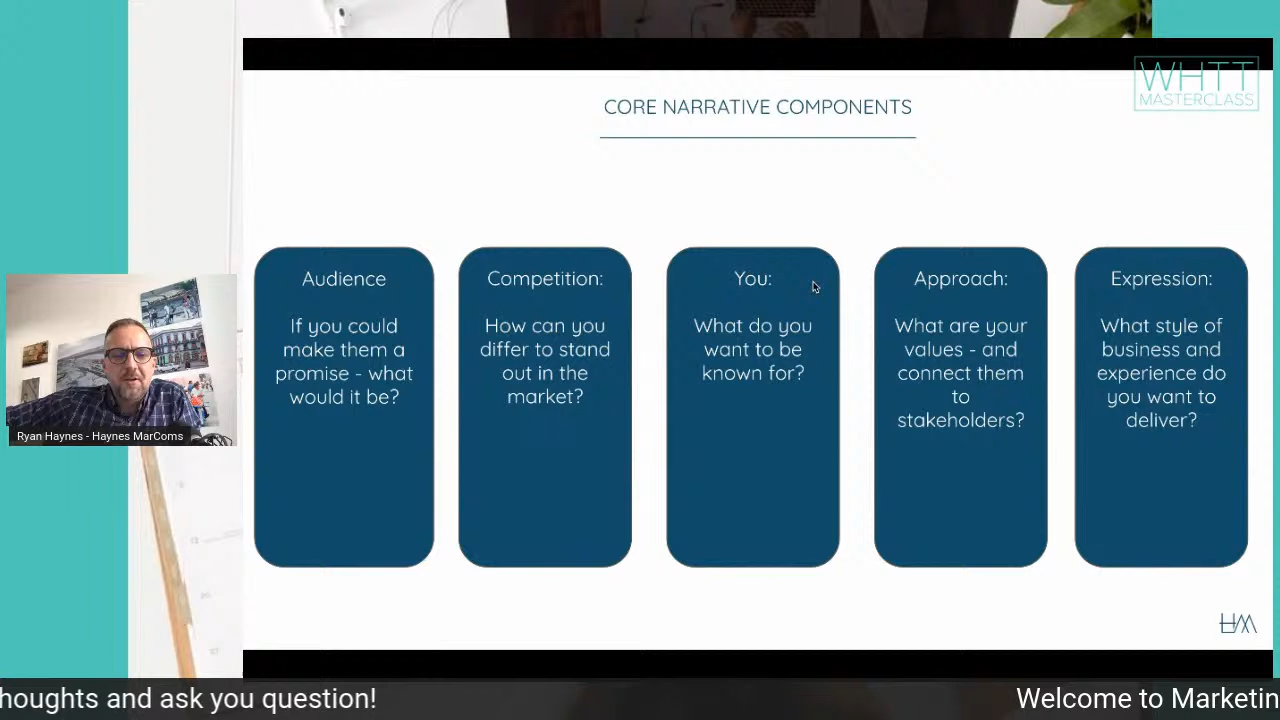 WHTT
MASTERCLASS
CORE NARRATIVE COMPONENTS
Audience
If you could
make them a
promise - what
would it be?
Competition:
How can you
differ to stand
out in the
market?
You:
What do you
want to be
known for?
Approach:
What are your
values - and
connect them
to
stakeholders?
Expression:
What style of
business and
experience do
you want to
deliver?
Ryan Haynes - Haynes MarComs
HM
houghts and ask you question!
Welcome to Marketin